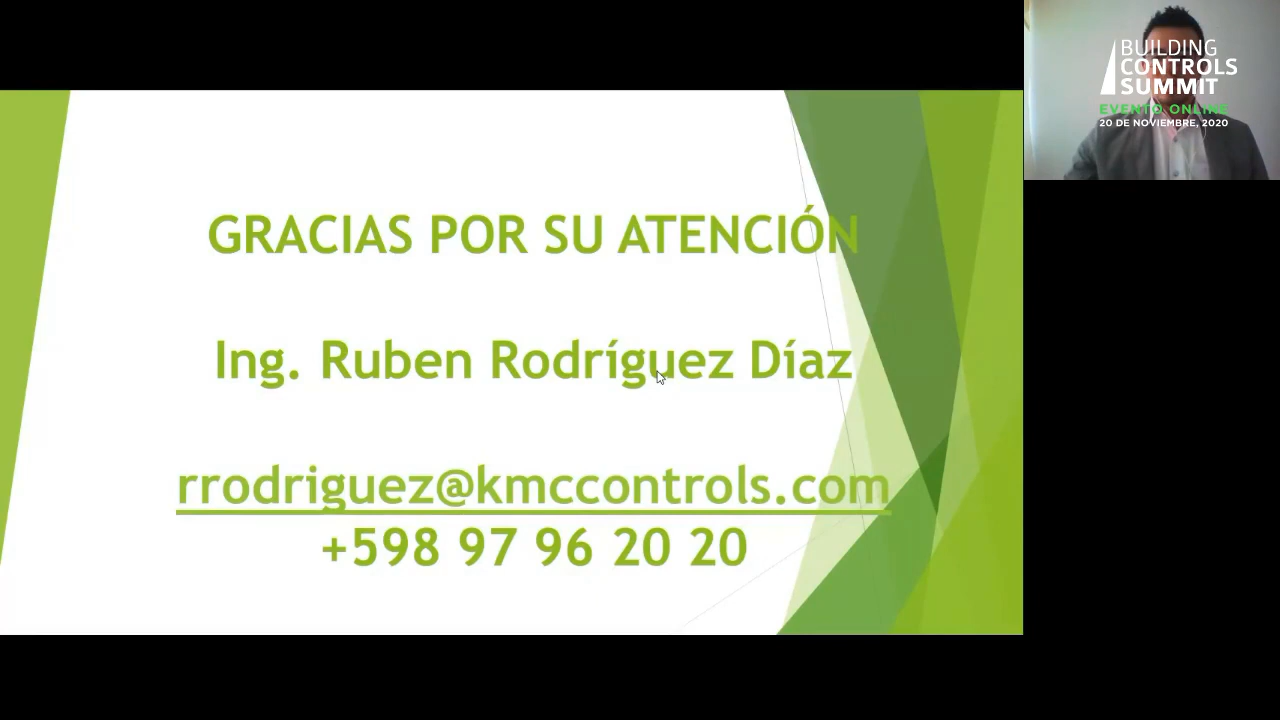 GRACIAS POR SU ATENCIÓN
Ing. Ruben Rodríguez Díaz
rrodriguez@kmccontrols.com
+598 97 96 20 20
BUILDING
CONTROLS
SUMMIT
EVENTO ONLINE
20 DE NOVIEMBRE, 2020